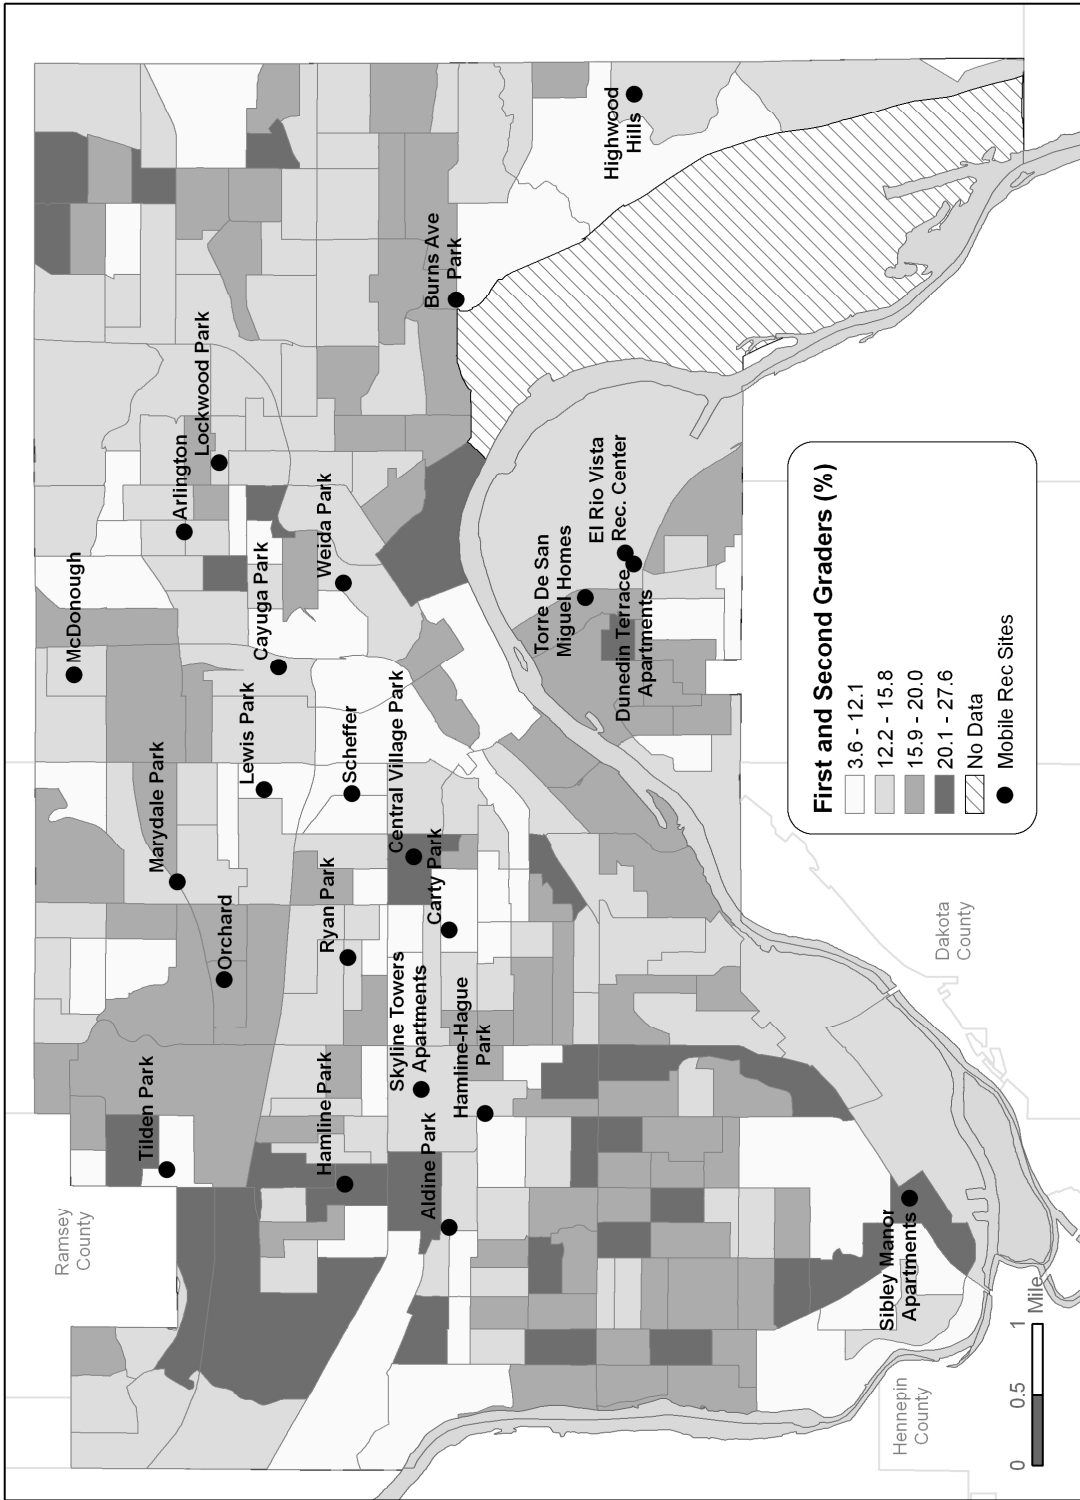 Ramsey
County
Tilden Park
Orchard
Marydale Park
McDonough
Arlington
Lockwood Park
Lewis Park
Cayuga Park
Weida Park
Hamline Park
Ryan Park
Scheffer
Skyline Towers
Apartments
Central Village Park
Carty Park
Aldine Park
Hamline-Hague
Park
Burns Ave
Park
Highwood
Hills
Torre De San
Miguel Homes
El Rio Vista
Rec. Center
Dunedin Terrace
Apartments
Sibley Manor
Apartments
Hennepin
County
Dakota
County
First and Second Graders (%)
3.6 - 12.1
12.2 - 15.8
15.9 - 20.0
20.1 - 27.6
No Data
Mobile Rec Sites
0 0.5 1
Mile